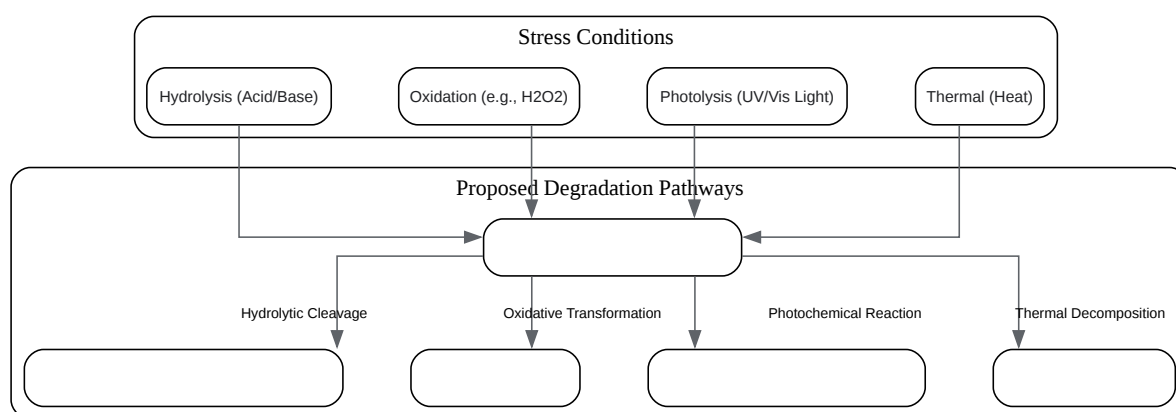 Stress Conditions
Hydrolysis (Acid/Base)
Oxidation (e.g., H2O2)
Photolysis (UV/Vis Light)
Thermal (Heat)
Proposed Degradation Pathways
Hydrolytic Cleavage
Oxidative Transformation
Photochemical Reaction
Thermal Decomposition